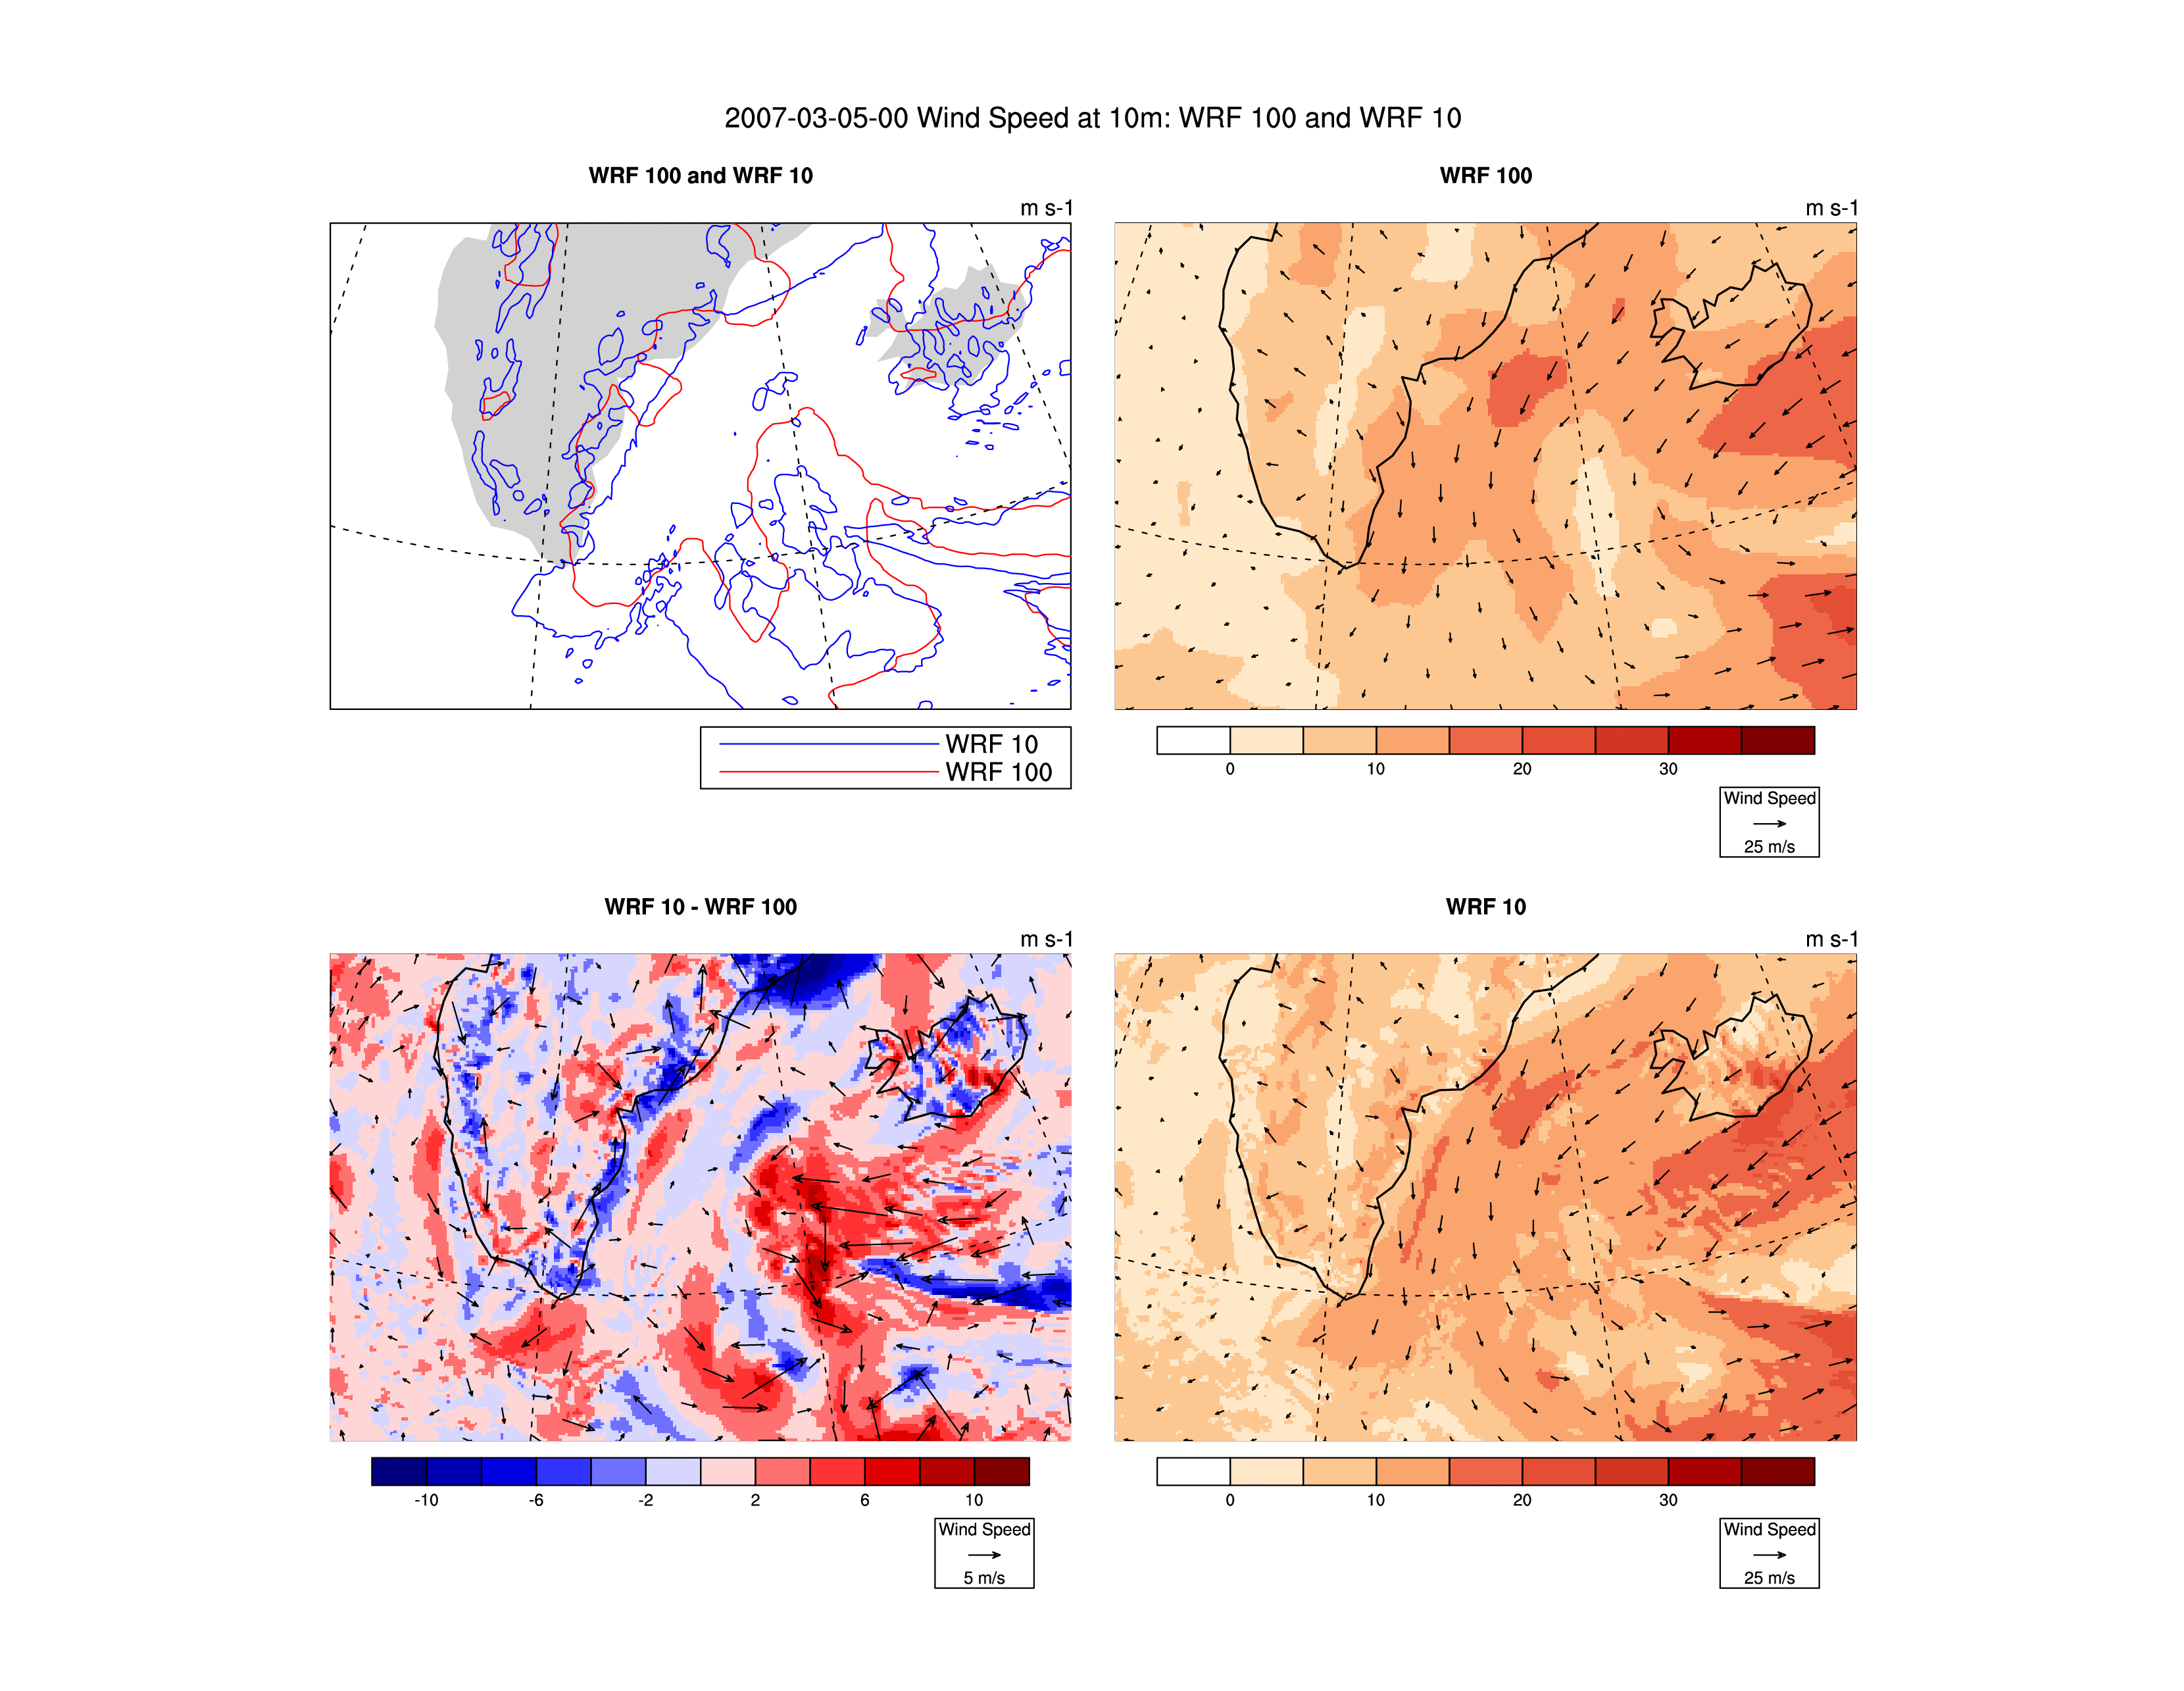 2007-03-05-00 Wind Speed at 10m: WRF 100 and WRF 10
WRF 100 and WRF 10
m s-1
WRF 10
WRF 100
WRF 100
m s-1
0 10 20 30
Wind Speed
25 m/s
WRF 10 - WRF 100
m s-1
-10 -6 -2 2 6 10
Wind Speed
5 m/s
WRF 10
m s-1
0 10 20 30
Wind Speed
25 m/s